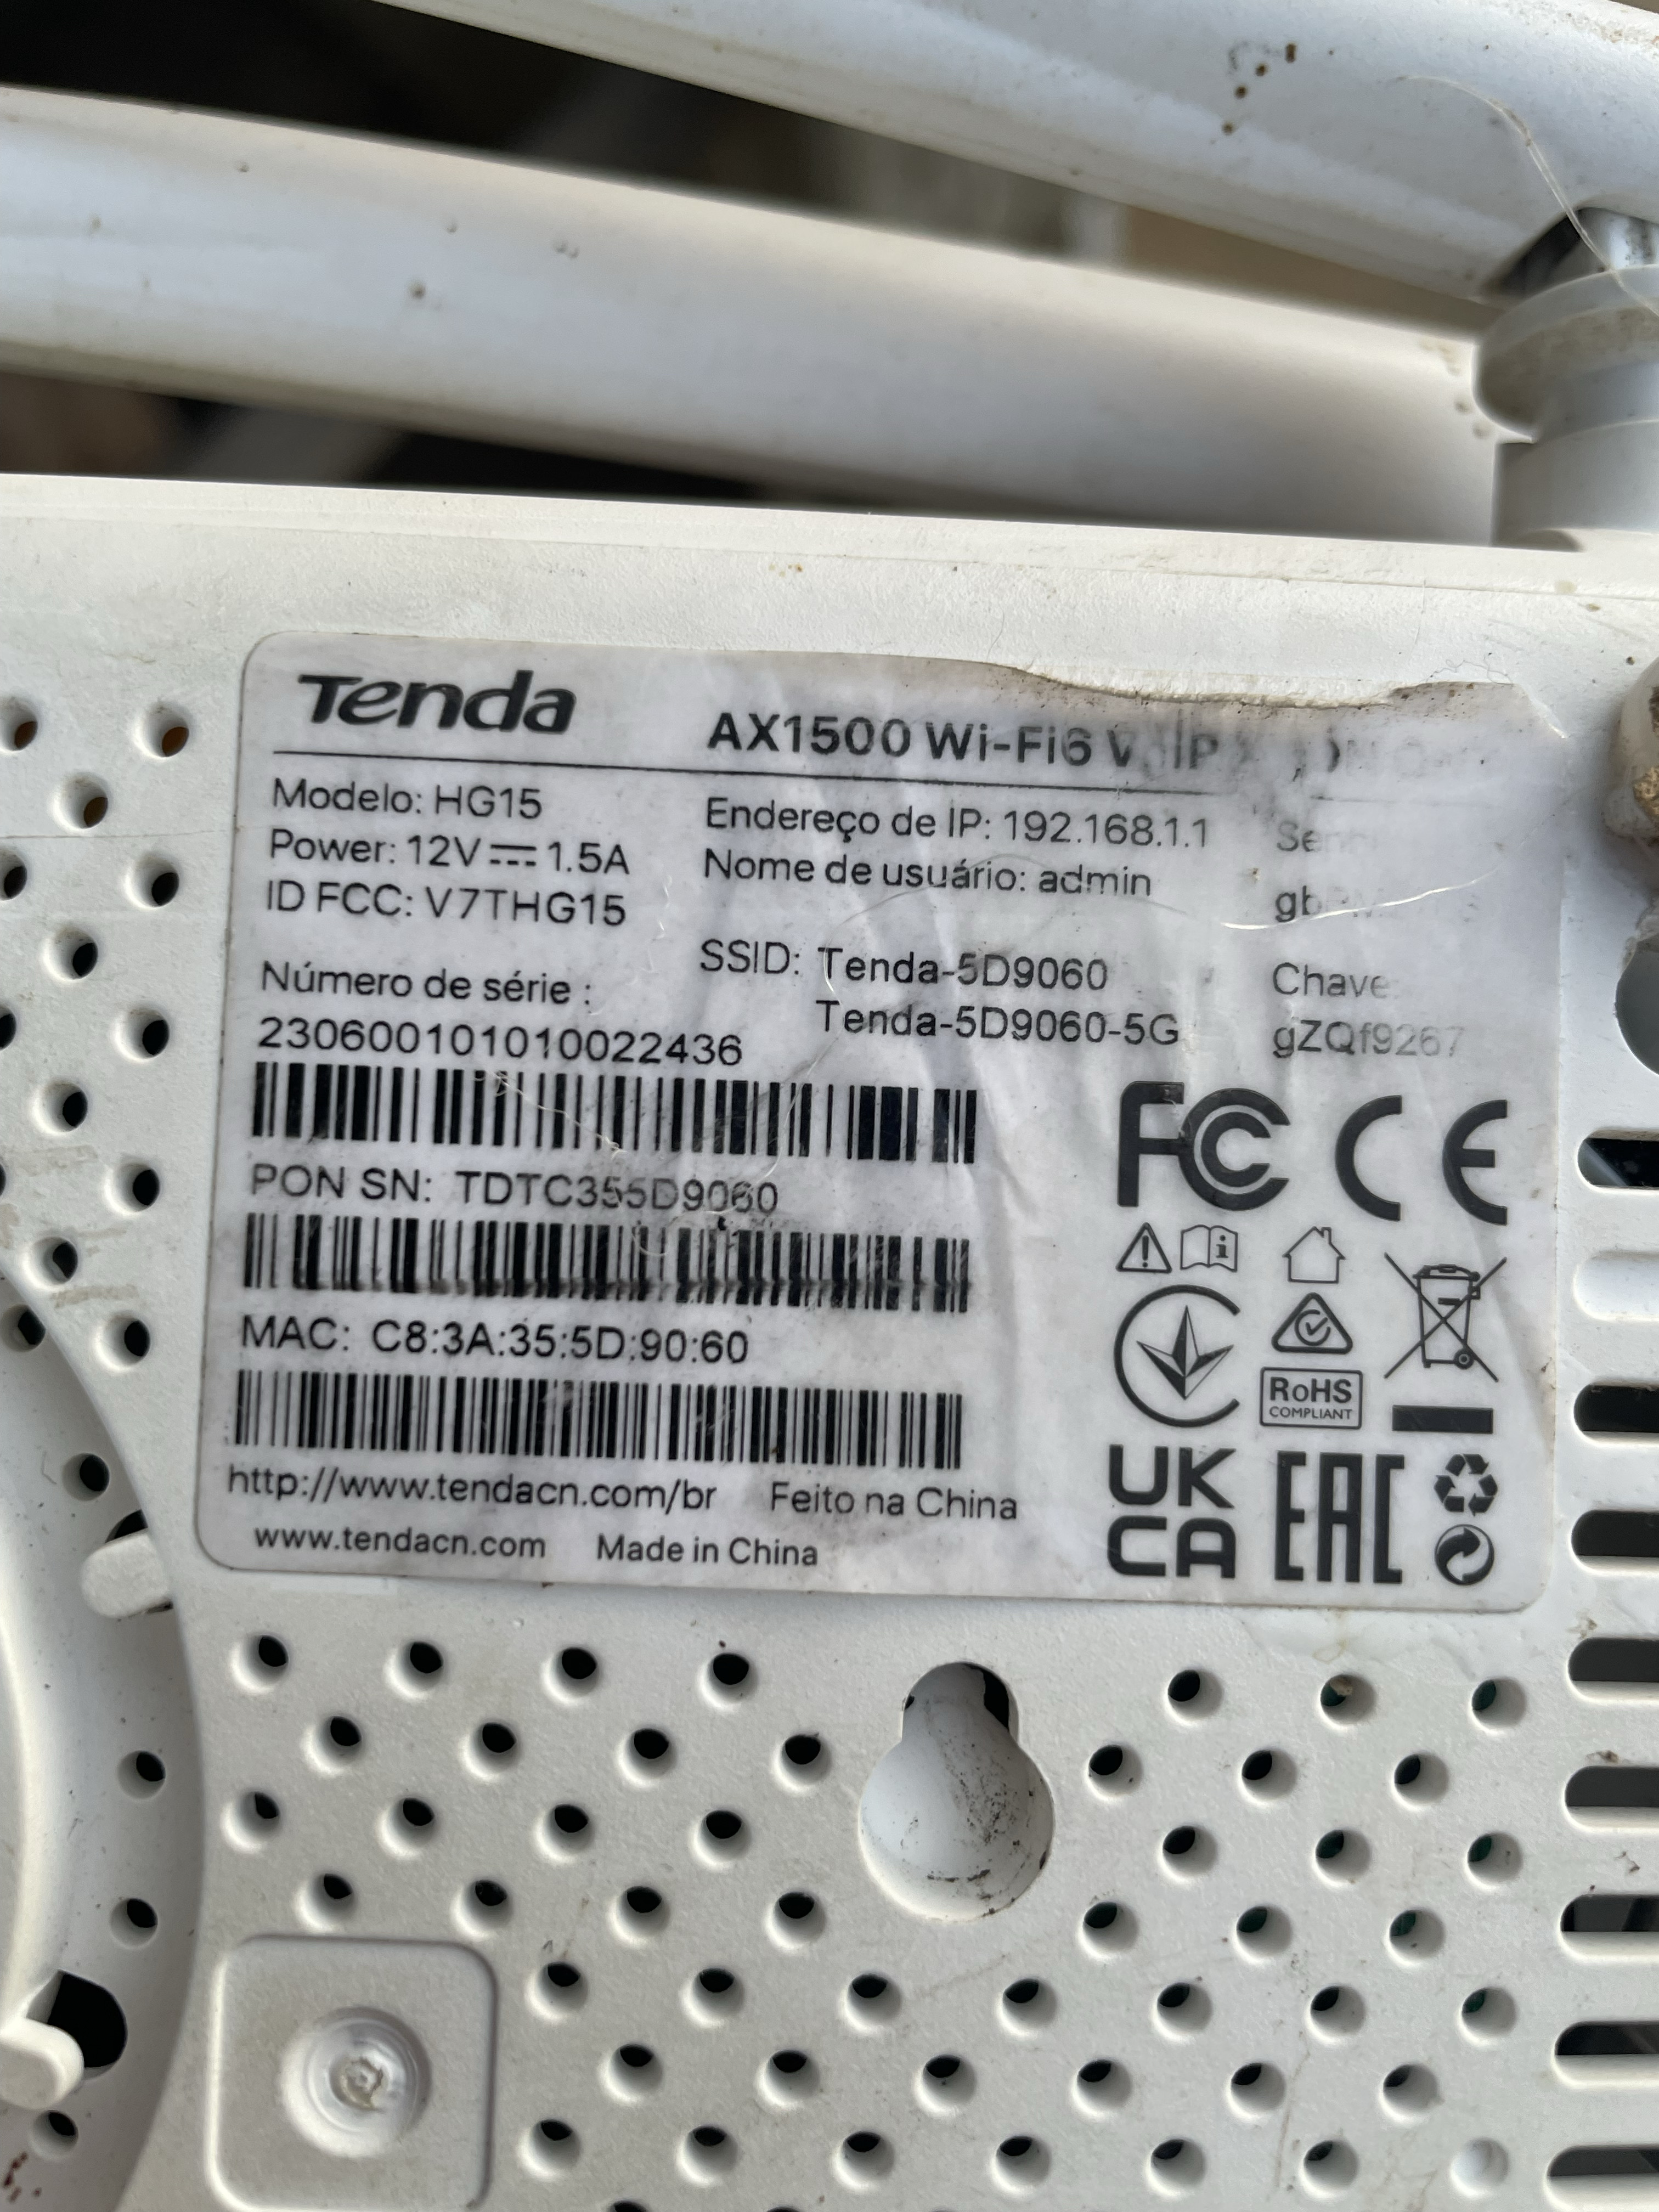 Tenda
AX1500 Wi-Fi6
Modelo: HG15
Power: 12V⎓1.5A
ID FCC: V7THG15
Endereço de IP: 192.168.1.1
Nome de usuário: admin
Número de série :
2306001010010022436
SSID: Tenda-5D9060
Tenda-5D9060-5G
Chave
gZQf9267
PON SN: TDTC355D9060
MAC: C8:3A:35:5D:90:60
http://www.tendacn.com/br Feito na China
www.tendacn.com Made in China
FC CE
RoHS
COMPLIANT
UK
CA
EAC